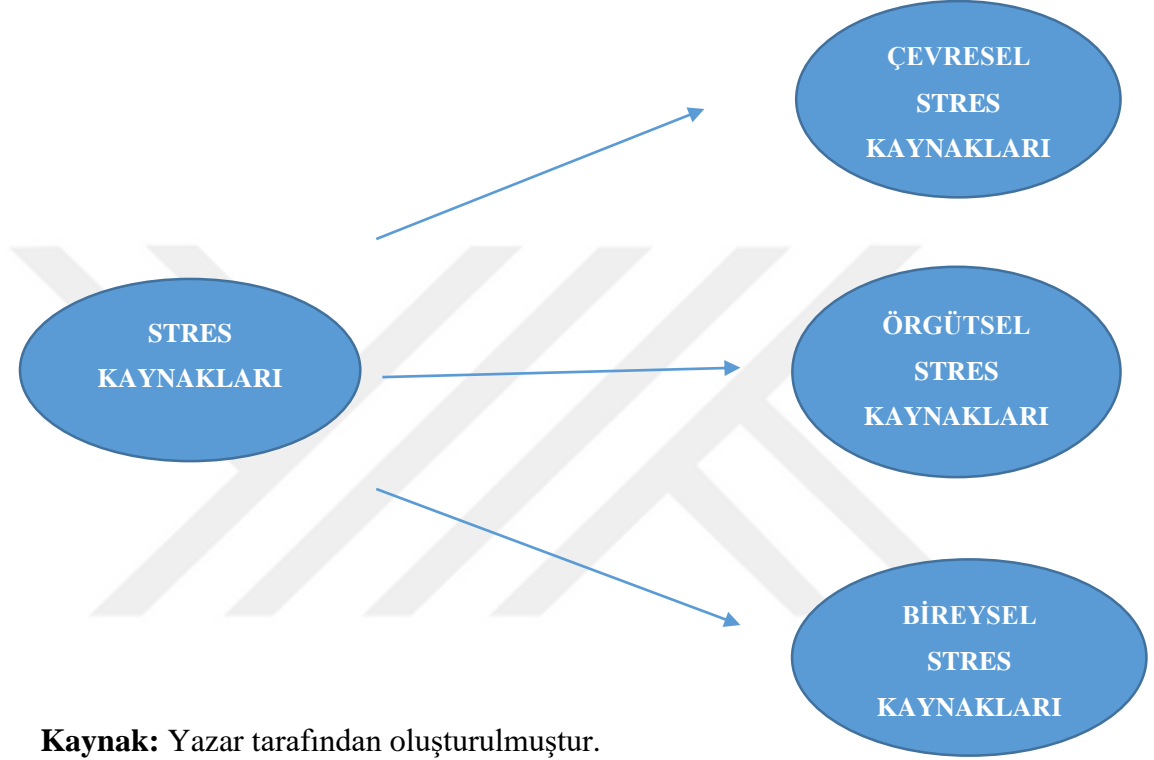 ÇEVRESEL
STRES
KAYNAKLARI
STRES
KAYNAKLARI
ÖRGÜTSEL
STRES
KAYNAKLARI
BİREYSEL
STRES
KAYNAKLARI
Kaynak: Yazar tarafından oluşturulmuştur.